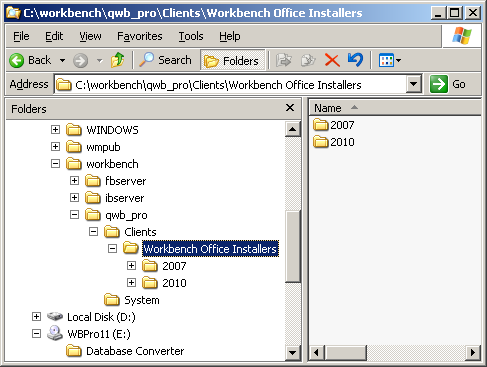 C:\workbench\qwb_pro\Clients\Workbench Office Installers
File Edit View Favorites Tools Help
Back Search Folders
Address C:\workbench\qwb_pro\Clients\Workbench Office Installers Go
Folders
WINDOWS
wmpub
workbench
fbserver
ibserver
qwb_pro
Clients
Workbench Office Installers
2007
2010
System
Local Disk (D:)
WBPro11 (E:)
Database Converter
Name
2007
2010